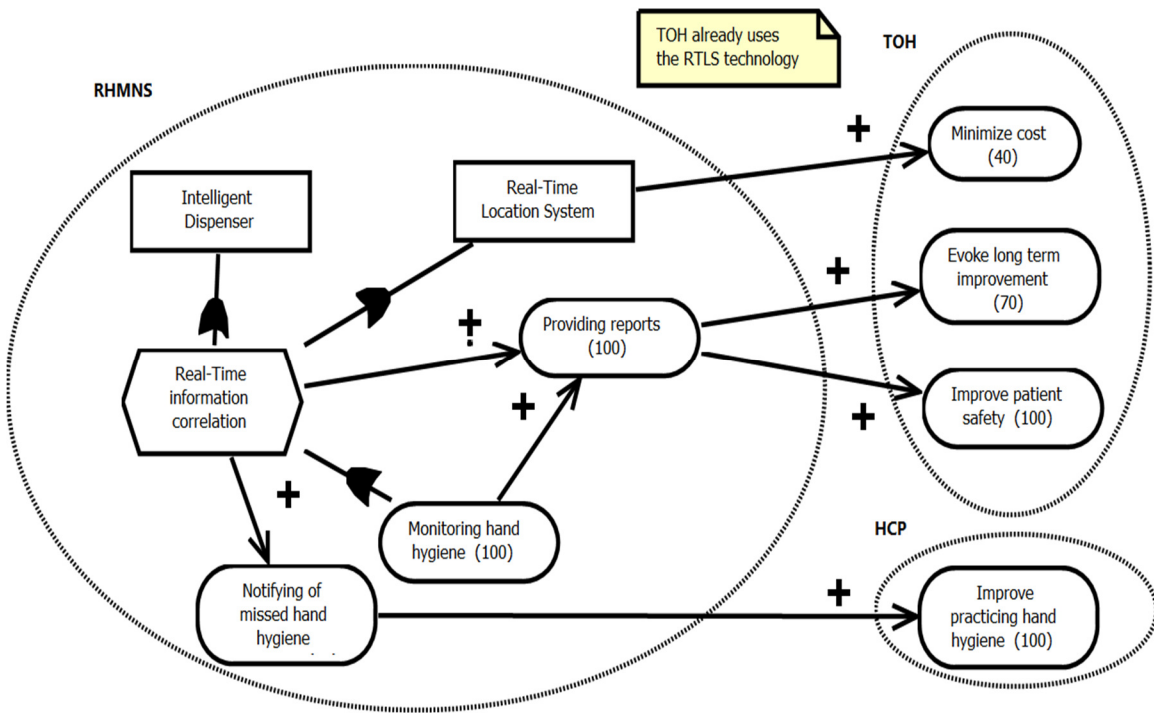 TOH already uses
the RTLS technology
TOH
RHMNS
Minimize cost
(40)
Intelligent
Dispenser
Real-Time
Location System
Evoke long term
improvement
(70)
Providing reports
(100)
Real-Time
information
correlation
Improve patient
safety (100)
Monitoring hand
hygiene (100)
HCP
Notifying of
missed hand
hygiene
Improve
practicing hand
hygiene (100)
+
+
+
+
+
+
+